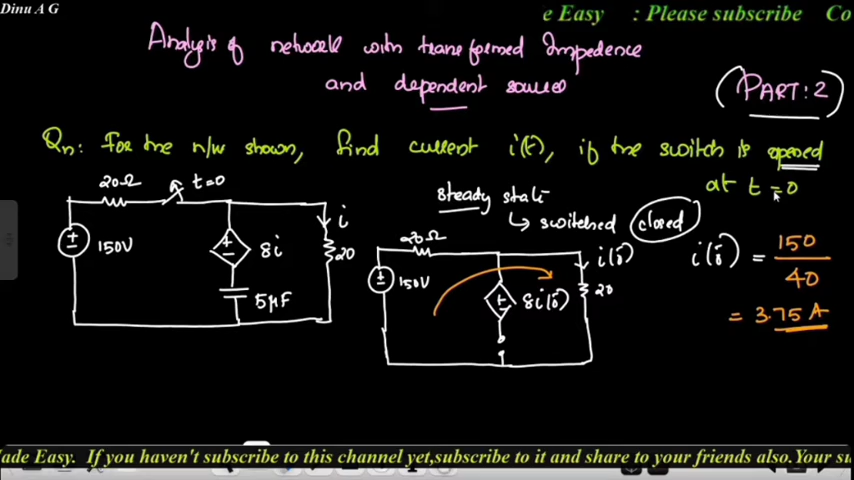 Dinu A G
e Easy : Please subscribe Co
Analysis of network with transformed Impedence
and dependent source
(PART:2)
Qn: For the n/w shown, find current i(t), if the switch is opened
at t=0
20Ω t=0
150V
8i
5μF
i
20
steady state
↳ switched closed
20Ω
150V
8i(0⁻)
i(0⁻)
20
i(0⁻) = 150
40
= 3.75 A
ade Easy. If you haven't subscribe to this channel yet,subscribe to it and share to your friends also.Your su